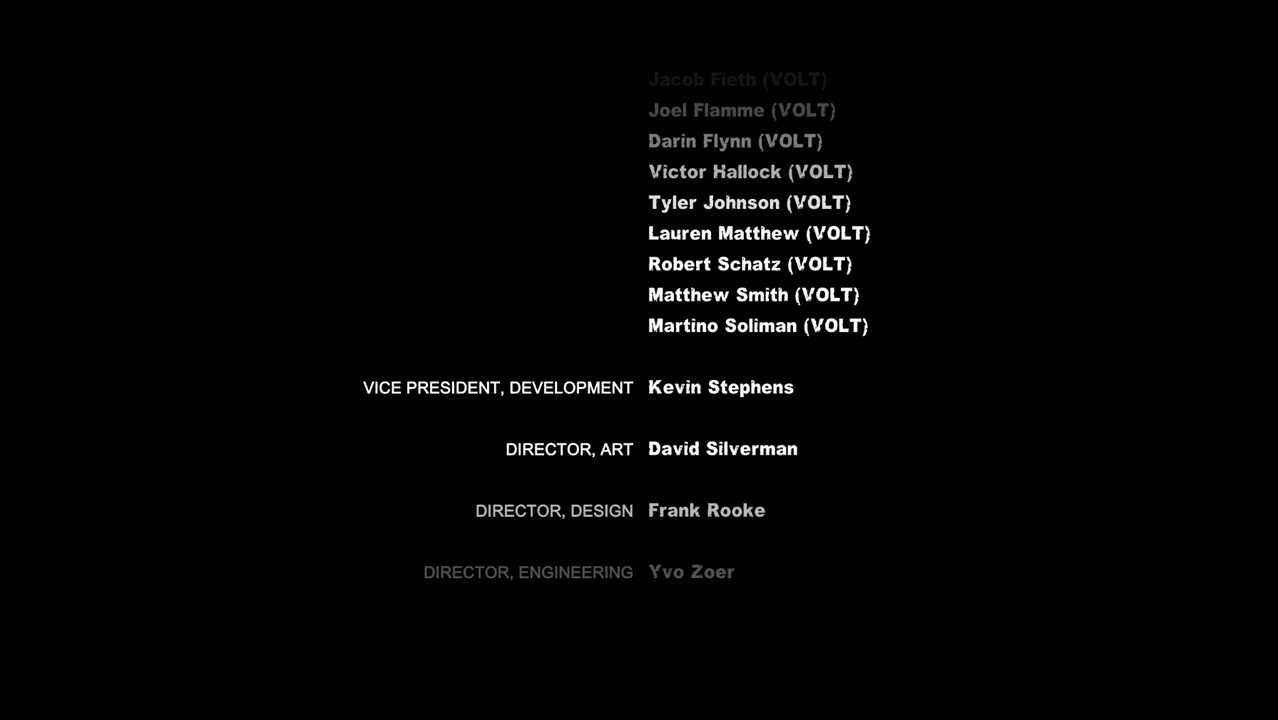 Jacob Fieth (VOLT)
Joel Flamme (VOLT)
Darin Flynn (VOLT)
Victor Hallock (VOLT)
Tyler Johnson (VOLT)
Lauren Matthew (VOLT)
Robert Schatz (VOLT)
Matthew Smith (VOLT)
Martino Soliman (VOLT)
VICE PRESIDENT, DEVELOPMENT Kevin Stephens
DIRECTOR, ART David Silverman
DIRECTOR, DESIGN Frank Rooke
DIRECTOR, ENGINEERING Yvo Zoer